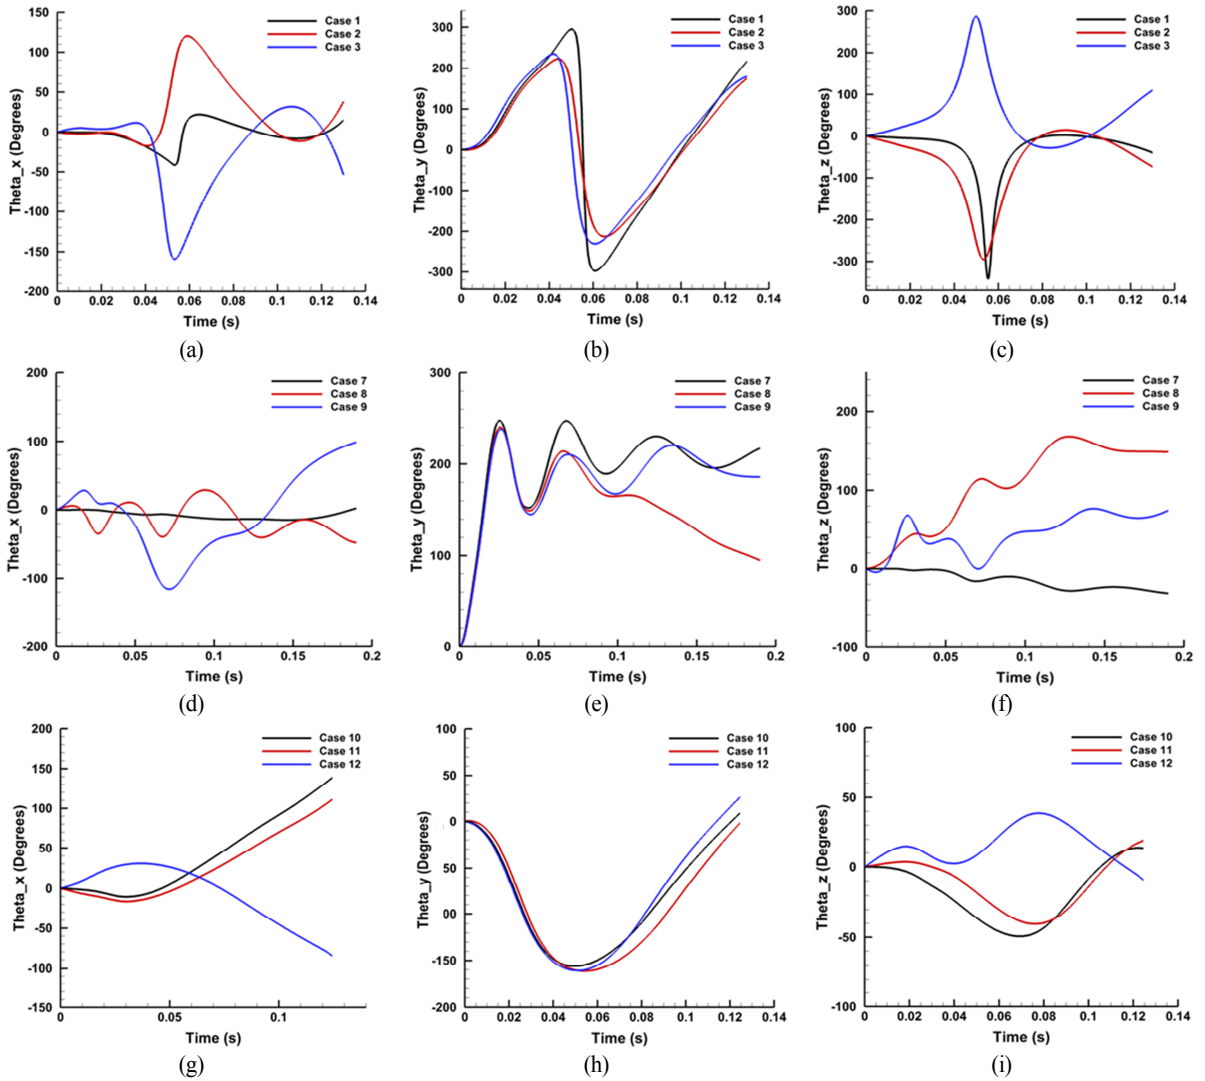 Case 1
Case 2
Case 3
150
100
50
0
-50
-100
-150
-200
Theta_x (Degrees)
0 0.02 0.04 0.06 0.08 0.1 0.12 0.14
Time (s)
(a)
Case 1
Case 2
Case 3
300
200
100
0
-100
-200
-300
Theta_y (Degrees)
0 0.02 0.04 0.06 0.08 0.1 0.12 0.14
Time (s)
(b)
Case 1
Case 2
Case 3
300
200
100
0
-100
-200
-300
Theta_z (Degrees)
0 0.02 0.04 0.06 0.08 0.1 0.12 0.14
Time (s)
(c)
Case 7
Case 8
Case 9
200
100
0
-100
-200
Theta_x (Degrees)
0 0.05 0.1 0.15 0.2
Time (s)
(d)
Case 7
Case 8
Case 9
300
200
100
0
Theta_y (Degrees)
0 0.05 0.1 0.15 0.2
Time (s)
(e)
Case 7
Case 8
Case 9
200
100
0
-100
Theta_z (Degrees)
0 0.05 0.1 0.15 0.2
Time (s)
(f)
Case 10
Case 11
Case 12
200
150
100
50
0
-50
-100
-150
Theta_x (Degrees)
0 0.05 0.1
Time (s)
(g)
Case 10
Case 11
Case 12
100
50
0
50
00
-150
-200
Theta_y (Degrees)
0 0.02 0.04 0.06 0.08 0.1 0.12 0.14
Time (s)
(h)
Case 10
Case 11
Case 12
100
50
0
-50
-100
Theta_z (Degrees)
0 0.02 0.04 0.06 0.08 0.1 0.12 0.14
Time (s)
(i)